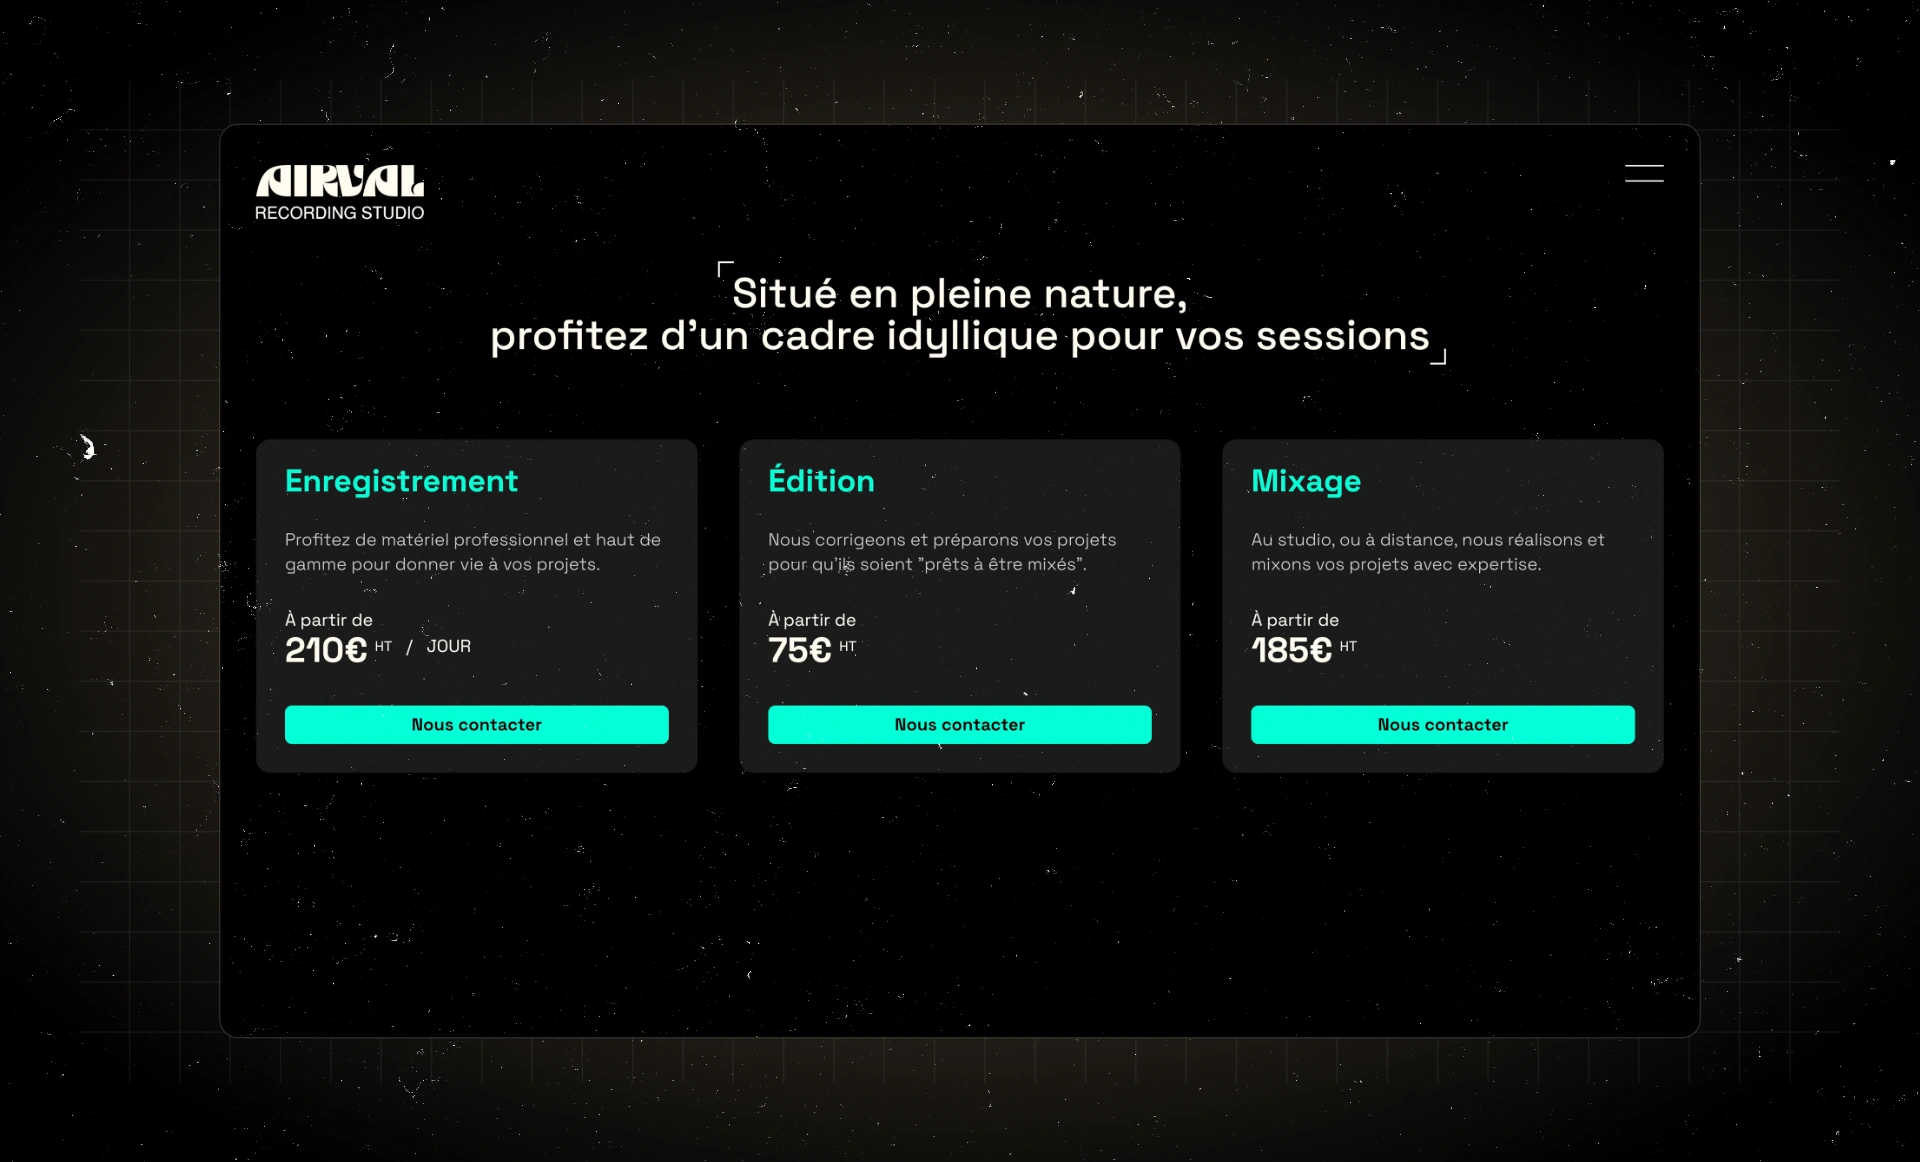 AIRVAL
RECORDING STUDIO
Situé en pleine nature,
profitez d’un cadre idyllique pour vos sessions
Enregistrement
Profitez de matériel professionnel et haut de
gamme pour donner vie à vos projets.
À partir de
210€ HT / JOUR
Nous contacter
Édition
Nous corrigeons et préparons vos projets
pour qu’ils soient ”prêts à être mixés”.
À partir de
75€ HT
Nous contacter
Mixage
Au studio, ou à distance, nous réalisons et
mixons vos projets avec expertise.
À partir de
185€ HT
Nous contacter